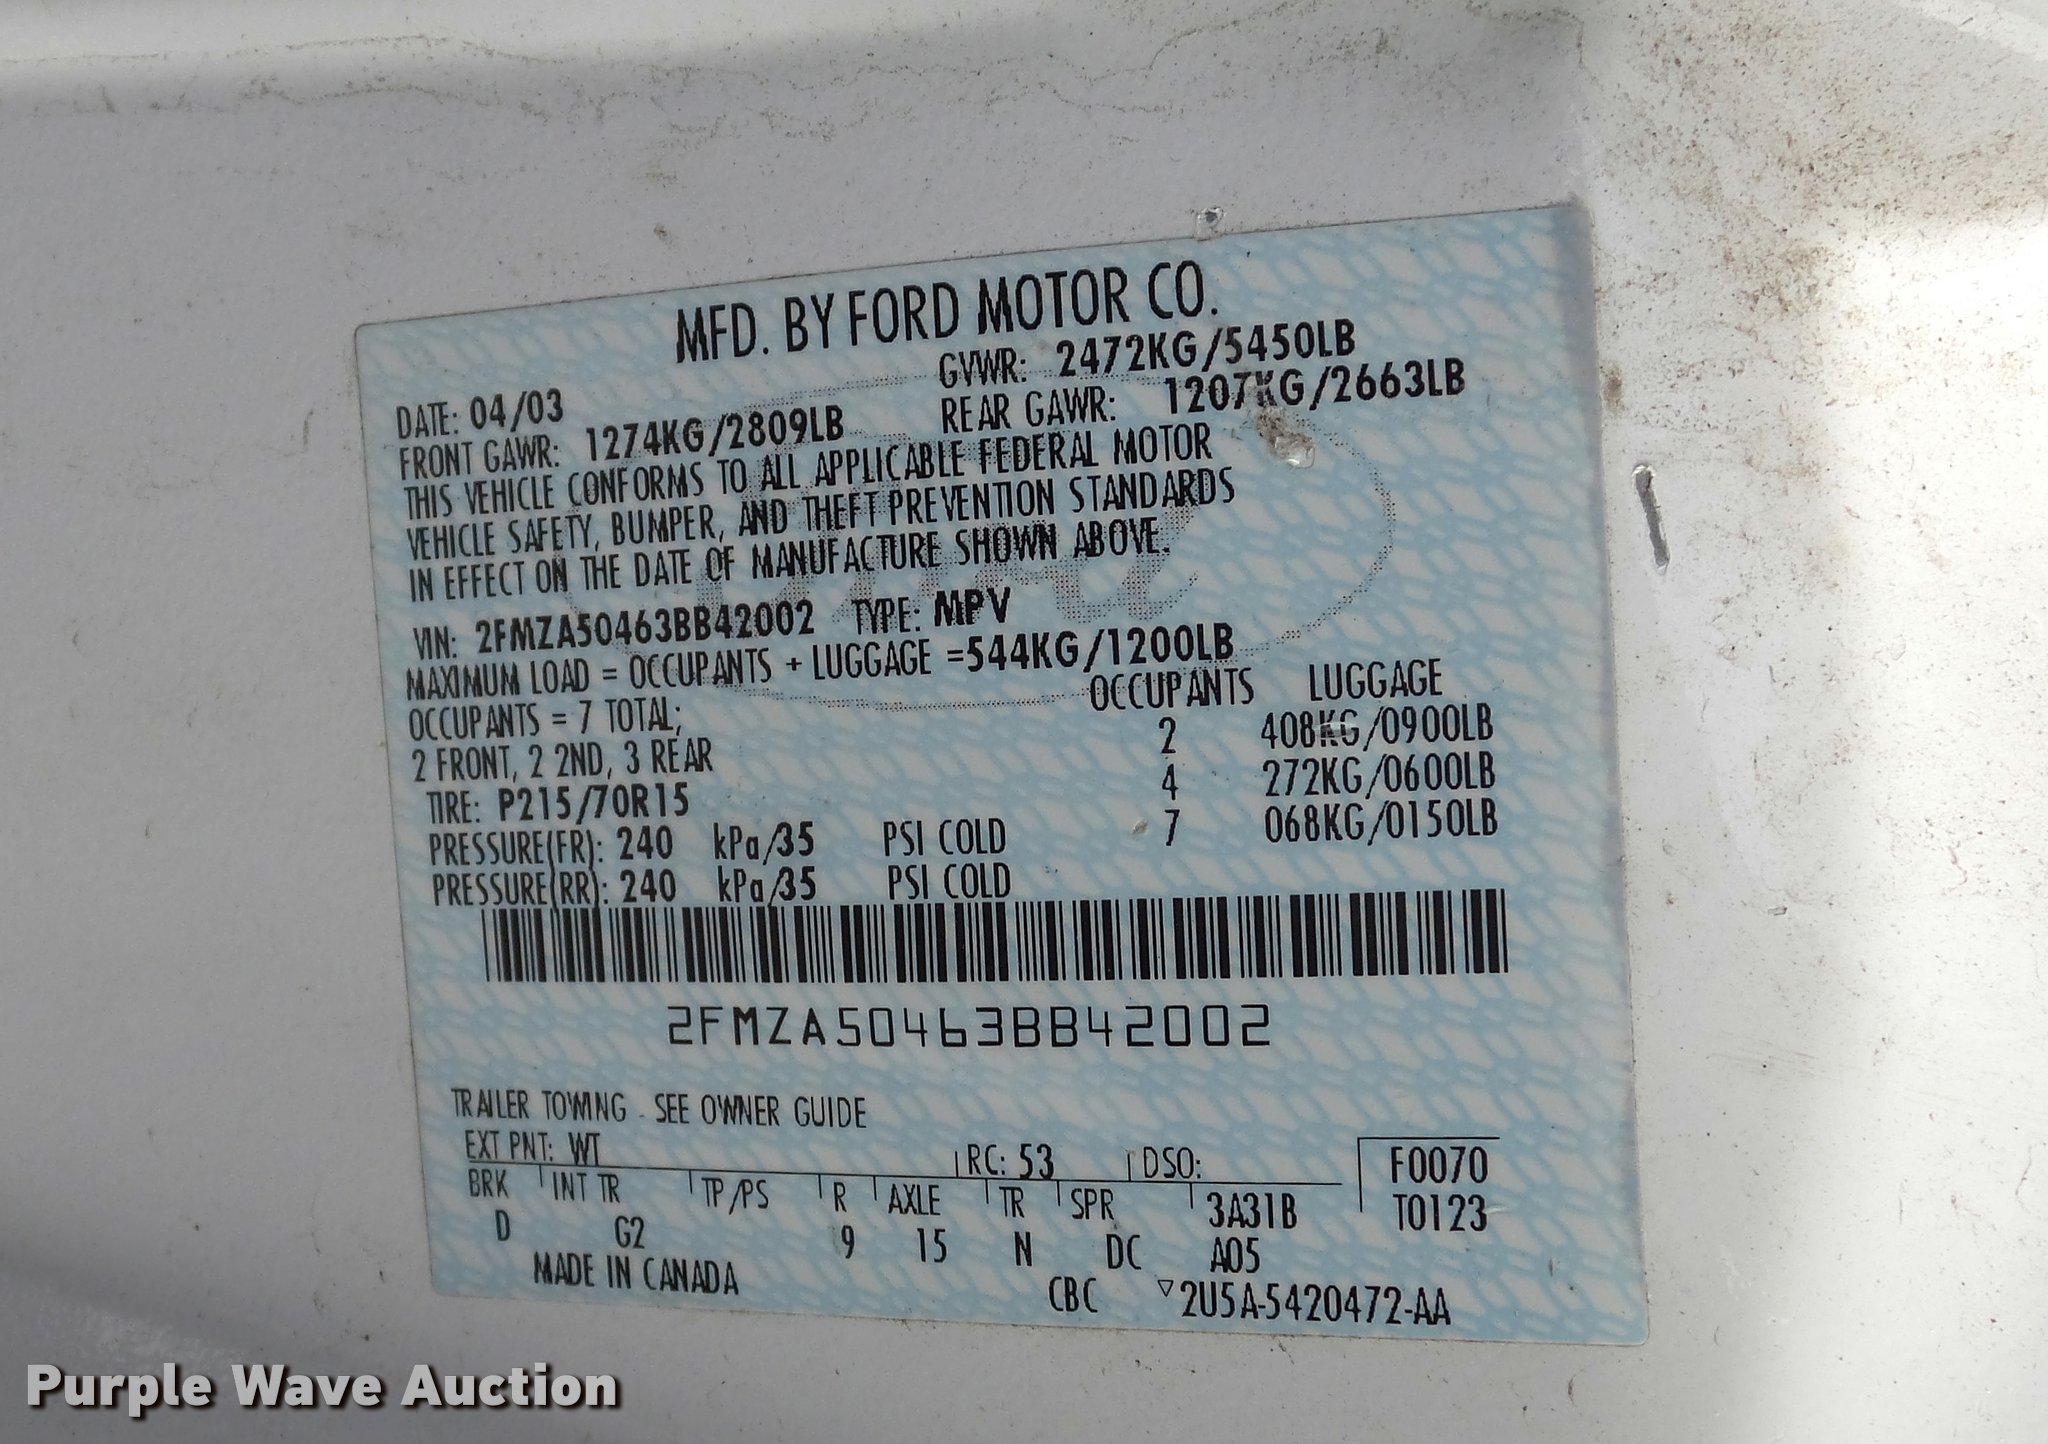 MFD. BY FORD MOTOR CO.
DATE: 04/03 GVWR: 2472KG/5450LB
FRONT GAWR: 1274KG/2809LB REAR GAWR: 1207KG/2663LB
THIS VEHICLE CONFORMS TO ALL APPLICABLE FEDERAL MOTOR
VEHICLE SAFETY, BUMPER, AND THEFT PREVENTION STANDARDS
IN EFFECT ON THE DATE OF MANUFACTURE SHOWN ABOVE.
VIN: 2FMZA50463BB42002 TYPE: MPV
MAXIMUM LOAD = OCCUPANTS + LUGGAGE =544KG/1200LB
OCCUPANTS = 7 TOTAL; OCCUPANTS LUGGAGE
2 FRONT, 2 2ND, 3 REAR 2 408KG/0900LB
TIRE: P215/70R15 4 272KG/0600LB
PRESSURE(FR): 240 kPa/35 PSI COLD 7 068KG/0150LB
PRESSURE(RR): 240 kPa/35 PSI COLD
2FMZA50463BB42002
TRAILER TOWING - SEE OWNER GUIDE
EXT PNT: WT RC: 53 DSO: F0070
BRK INT TR TP/PS R AXLE TR SPR 3A31B T0123
D G2 9 15 N DC A05
MADE IN CANADA CBC ▽2U5A-5420472-AA
Purple Wave Auction